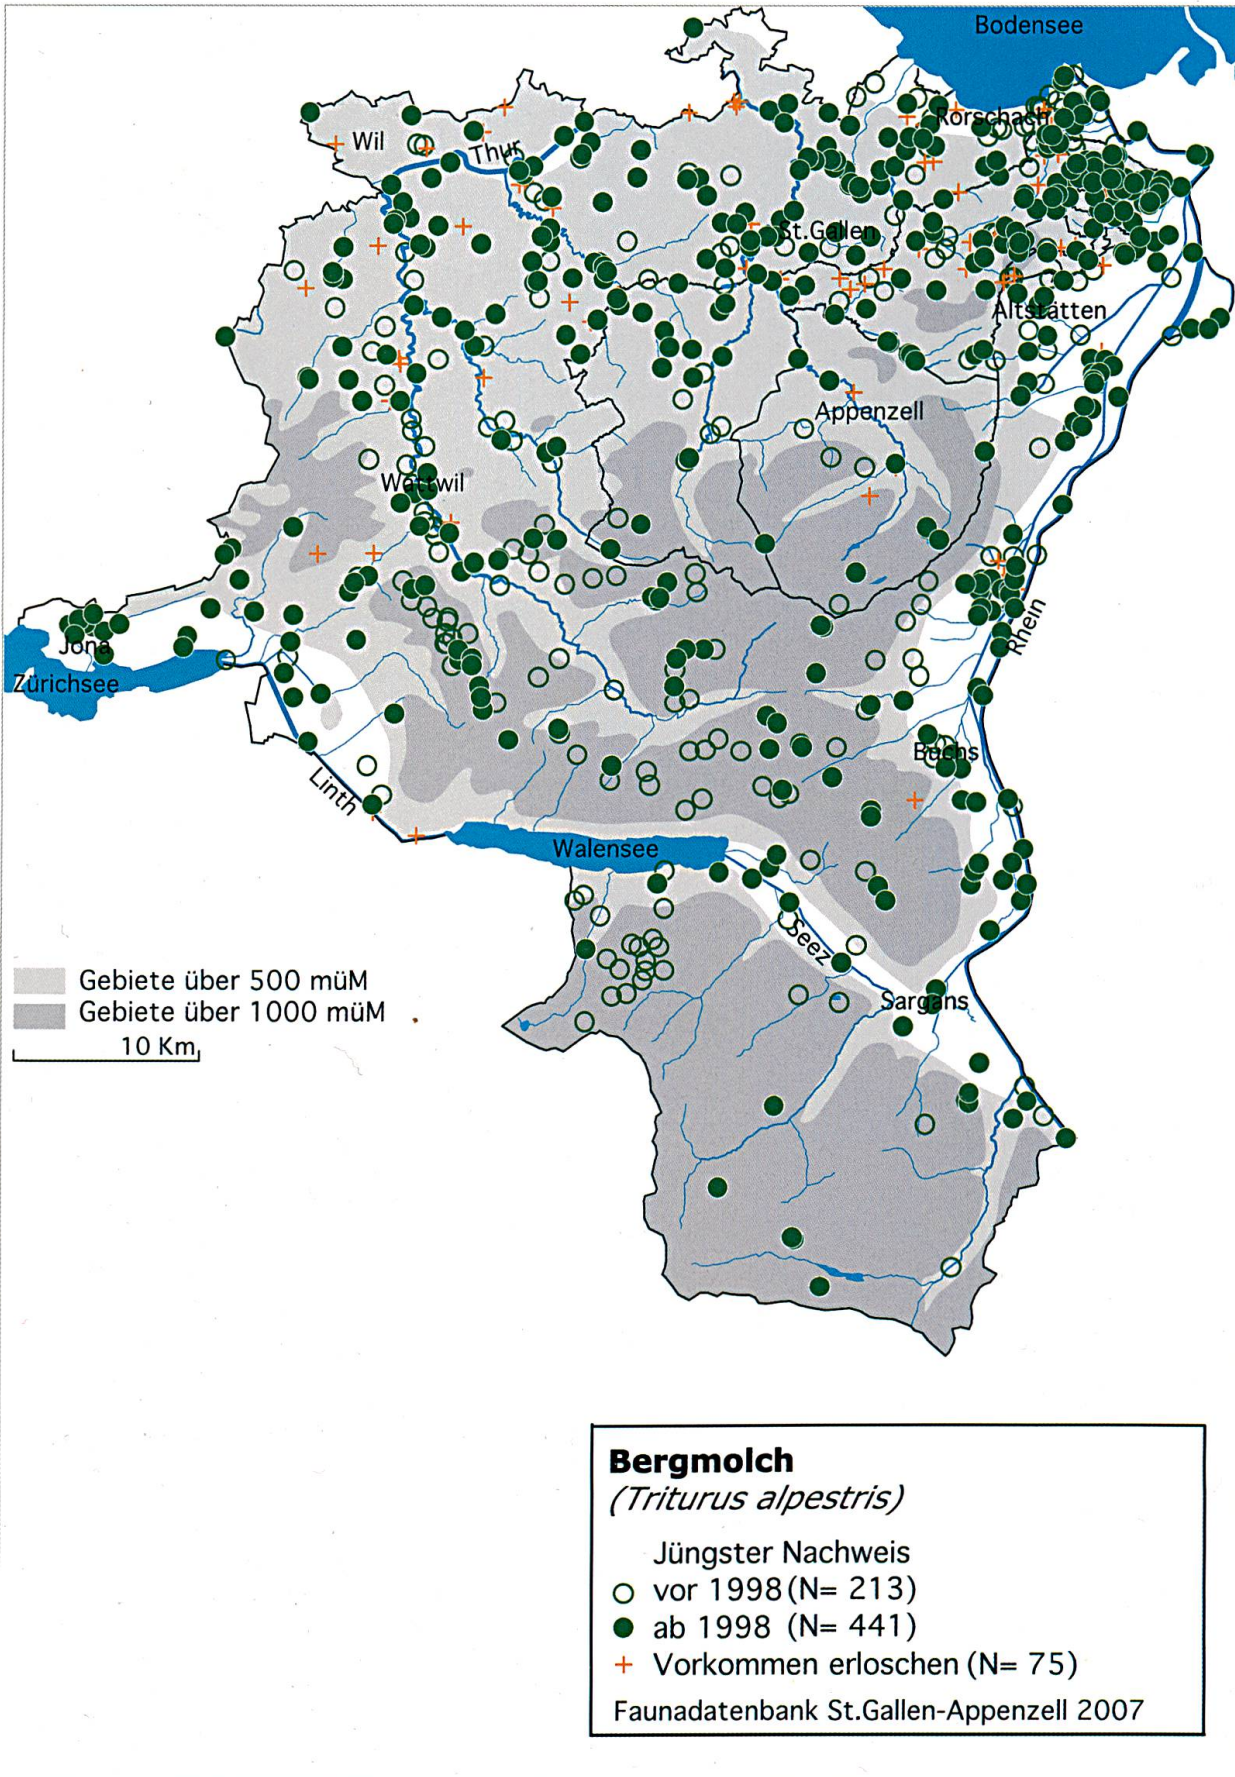 Bodensee
Rorschach
Wil
Thur
St.Gallen
Altstätten
Appenzell
Wattwil
Rhein
Jona
Zürichsee
Buchs
Linth
Walensee
Seez
Sargans
Gebiete über 500 müM
Gebiete über 1000 müM
10 Km
Bergmolch
(Triturus alpestris)
Jüngster Nachweis
vor 1998 (N= 213)
ab 1998 (N= 441)
Vorkommen erloschen (N= 75)
Faunadatenbank St.Gallen-Appenzell 2007